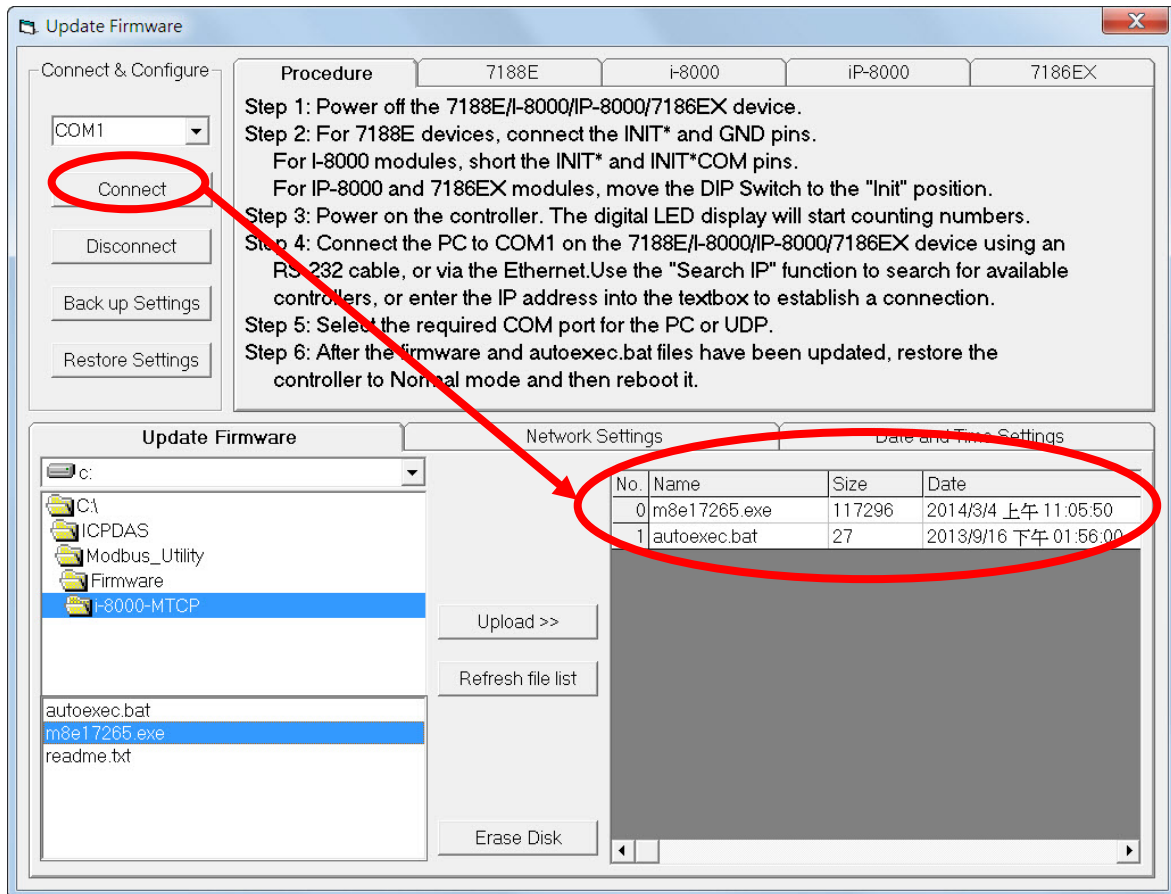 Update Firmware
Connect & Configure
COM1
Connect
Disconnect
Back up Settings
Restore Settings
Procedure
7188E
i-8000
iP-8000
7186EX
Step 1: Power off the 7188E/I-8000/IP-8000/7186EX device.
Step 2: For 7188E devices, connect the INIT* and GND pins.
For I-8000 modules, short the INIT* and INIT*COM pins.
For IP-8000 and 7186EX modules, move the DIP Switch to the "Init" position.
Step 3: Power on the controller. The digital LED display will start counting numbers.
Step 4: Connect the PC to COM1 on the 7188E/I-8000/IP-8000/7186EX device using an
RS-232 cable, or via the Ethernet.Use the "Search IP" function to search for available
controllers, or enter the IP address into the textbox to establish a connection.
Step 5: Select the required COM port for the PC or UDP.
Step 6: After the firmware and autoexec.bat files have been updated, restore the
controller to Normal mode and then reboot it.
Update Firmware
Network Settings
Date and Time Settings
c:
C:\
ICPDAS
Modbus_Utility
Firmware
i-8000-MTCP
autoexec.bat
m8e17265.exe
readme.txt
Upload >>
Refresh file list
Erase Disk
No. Name Size Date
0 m8e17265.exe 117296 2014/3/4 上午 11:05:50
1 autoexec.bat 27 2013/9/16 下午 01:56:00